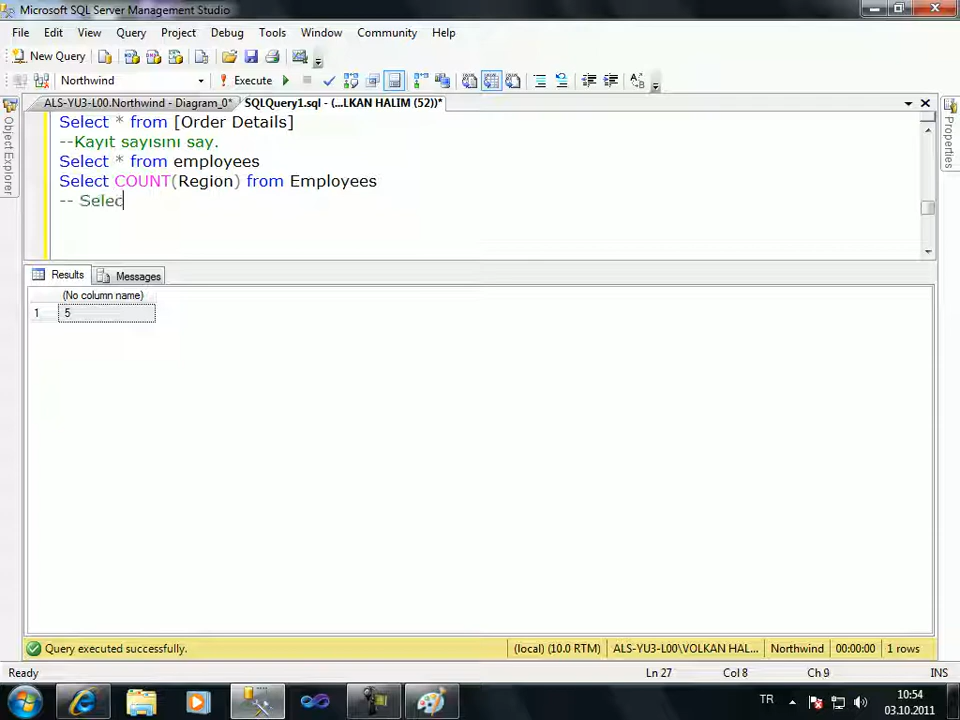 Microsoft SQL Server Management Studio
File Edit View Query Project Debug Tools Window Community Help
New Query
Northwind Execute
ALS-YU3-L00.Northwind - Diagram_0* SQLQuery1.sql - (...LKAN HALIM (52))*
Object Explorer
Properties
Select * from [Order Details]
--Kayıt sayısını say.
Select * from employees
Select COUNT(Region) from Employees
-- Selec
Results Messages
(No column name)
1 5
Query executed successfully. (local) (10.0 RTM) ALS-YU3-L00\VOLKAN HAL... Northwind 00:00:00 1 rows
Ready Ln 27 Col 8 Ch 9 INS
TR 10:54
03.10.2011